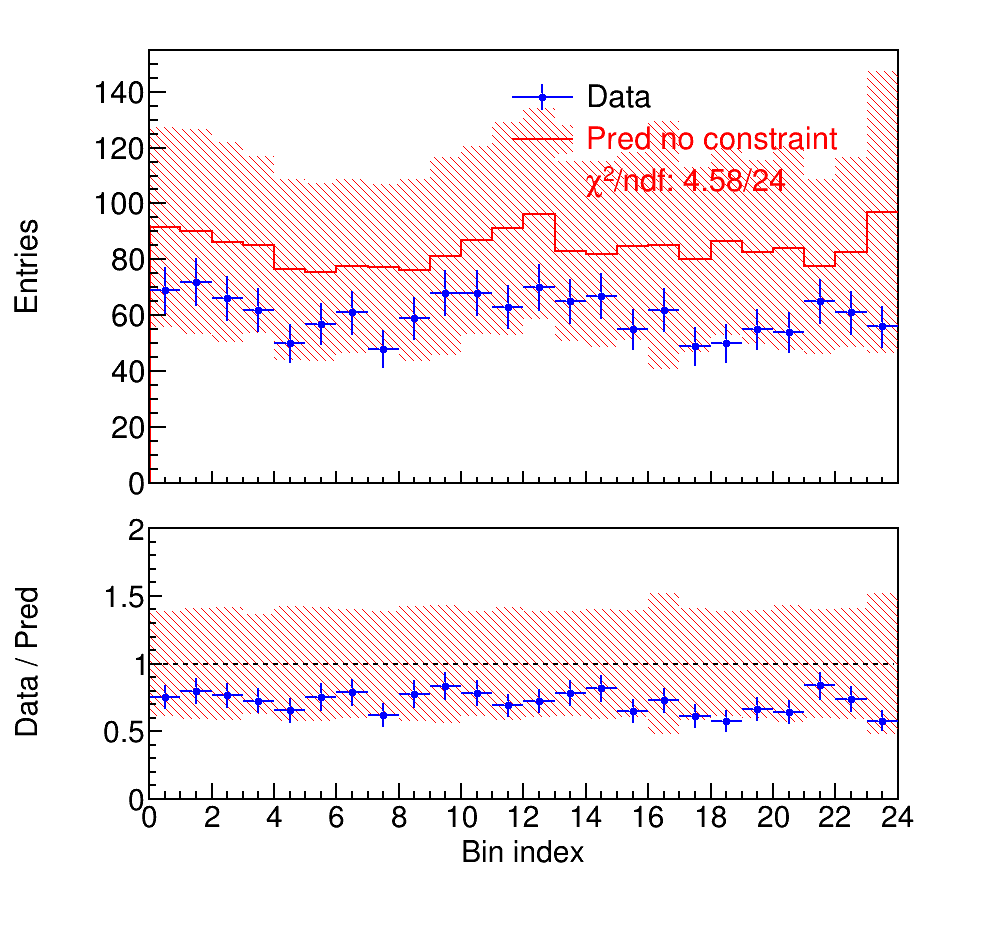 Entries
140
120
100
80
60
40
20
0
Data
Pred no constraint
χ²/ndf: 4.58/24
Data / Pred
2
1.5
1
0.5
0
0 2 4 6 8 10 12 14 16 18 20 22 24
Bin index